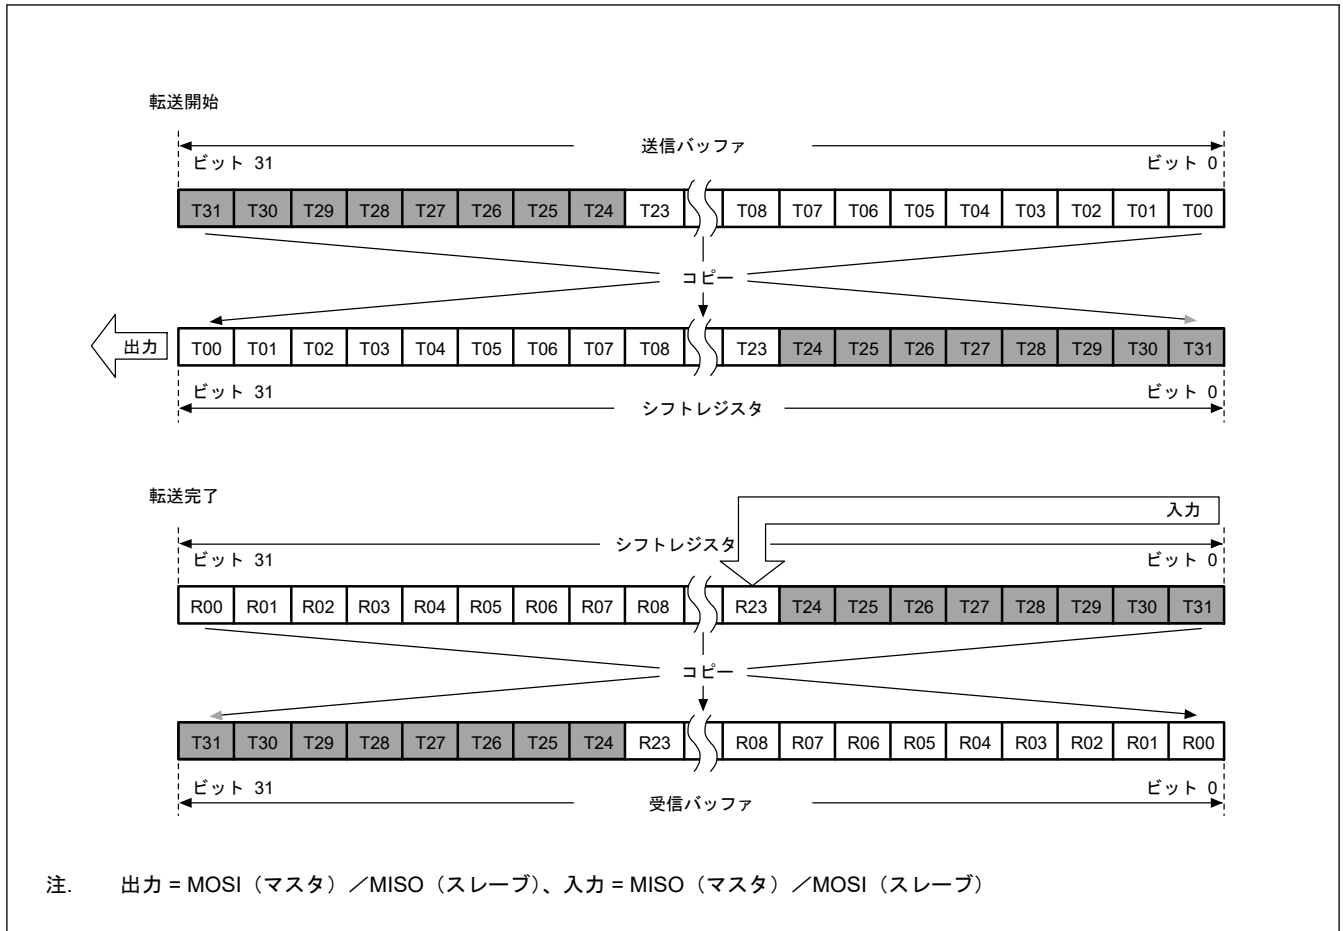 転送開始
送信バッファ
ビット 31 ビット 0
T31 T30 T29 T28 T27 T26 T25 T24 T23 T08 T07 T06 T05 T04 T03 T02 T01 T00
コピー
出力 T00 T01 T02 T03 T04 T05 T06 T07 T08 T23 T24 T25 T26 T27 T28 T29 T30 T31
ビット 31 ビット 0
シフトレジスタ
転送完了
入力
シフトレジスタ
ビット 31 ビット 0
R00 R01 R02 R03 R04 R05 R06 R07 R08 R23 T24 T25 T26 T27 T28 T29 T30 T31
コピー
T31 T30 T29 T28 T27 T26 T25 T24 R23 R08 R07 R06 R05 R04 R03 R02 R01 R00
ビット 31 ビット 0
受信バッファ
注. 出力 = MOSI（マスタ）／MISO（スレーブ）、入力 = MISO（マスタ）／MOSI（スレーブ）